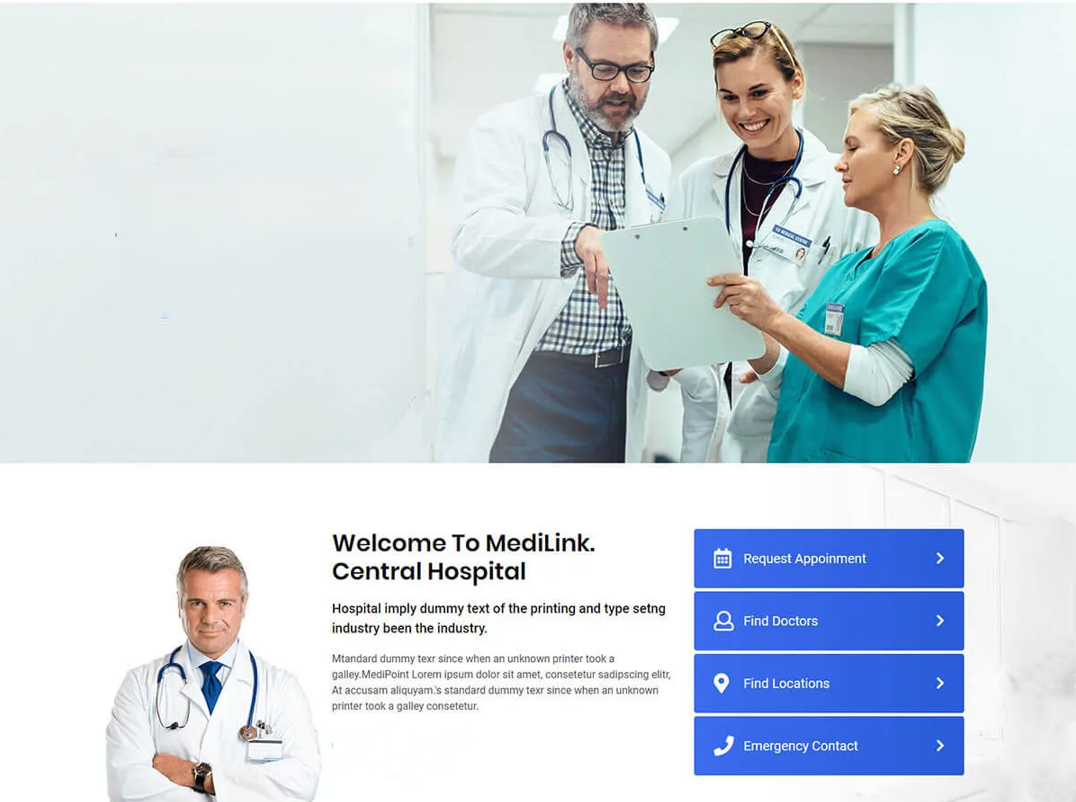 Welcome To MediLink.
Central Hospital
Hospital imply dummy text of the printing and type setng
industry been the industry.
Mtandard dummy texr since when an unknown printer took a
galley.MediPoint Lorem ipsum dolor sit amet, consetetur sadipscing elitr,
At accusam aliquyam.'s standard dummy texr since when an unknown
printer took a galley consetetur.
Request Appoinment
Find Doctors
Find Locations
Emergency Contact